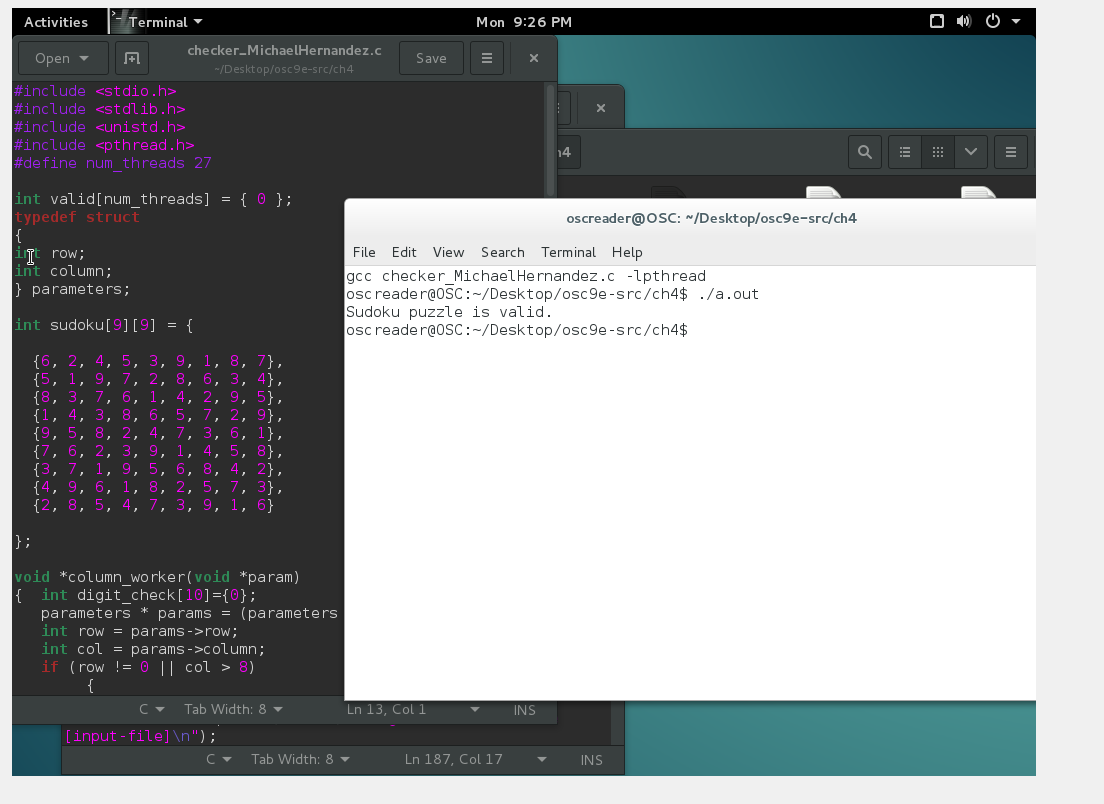 Activities
Terminal
Mon 9:26 PM
Open
checker_MichaelHernandez.c
~/Desktop/osc9e-src/ch4
Save
#include <stdio.h>
#include <stdlib.h>
#include <unistd.h>
#include <pthread.h>
#define num_threads 27
int valid[num_threads] = { 0 };
typedef struct
{
int row;
int column;
} parameters;
int sudoku[9][9] = {
{6, 2, 4, 5, 3, 9, 1, 8, 7},
{5, 1, 9, 7, 2, 8, 6, 3, 4},
{8, 3, 7, 6, 1, 4, 2, 9, 5},
{1, 4, 3, 8, 6, 5, 7, 2, 9},
{9, 5, 8, 2, 4, 7, 3, 6, 1},
{7, 6, 2, 3, 9, 1, 4, 5, 8},
{3, 7, 1, 9, 5, 6, 8, 4, 2},
{4, 9, 6, 1, 8, 2, 5, 7, 3},
{2, 8, 5, 4, 7, 3, 9, 1, 6}
};
void *column_worker(void *param)
{  int digit_check[10]={0};
parameters * params = (parameters
int row = params->row;
int col = params->column;
if (row != 0 || col > 8)
{
C
Tab Width: 8
Ln 13, Col 1
INS
h4
oscreader@OSC: ~/Desktop/osc9e-src/ch4
File Edit View Search Terminal Help
gcc checker_MichaelHernandez.c -lpthread
oscreader@OSC:~/Desktop/osc9e-src/ch4$ ./a.out
Sudoku puzzle is valid.
oscreader@OSC:~/Desktop/osc9e-src/ch4$
[input-file]\n");
C
Tab Width: 8
Ln 187, Col 17
INS